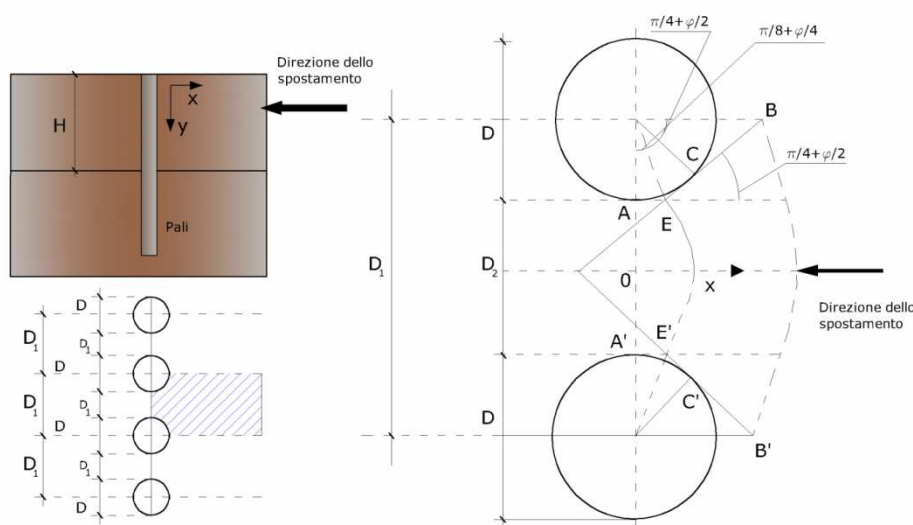 Direzione dello
spostamento
H
x
y
Pali
D
D₁
D
D₁
D₁
D
D₁
D₁
D
D₁
D
π/4+φ/2
π/8+φ/4
D
B
C
π/4+φ/2
A
E
D₁
D₂
0
x
Direzione dello
spostamento
A'
E'
C'
D
B'